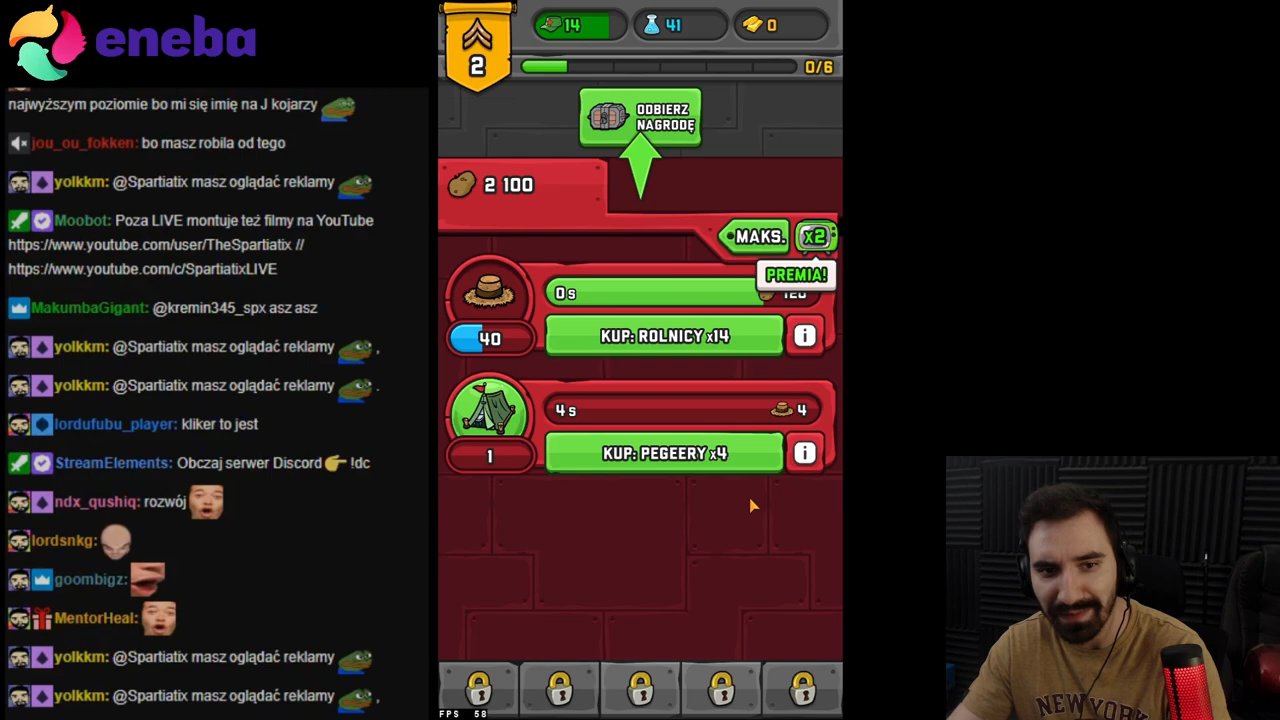 eneba
najwyższym poziomie bo mi się imię na J kojarzy
jou_ou_fokken: bo masz robila od tego
yolkkm: @Spartiatix masz oglądać reklamy
Moobot: Poza LIVE montuje też filmy na YouTube
https://www.youtube.com/user/TheSpartiatix //
https://www.youtube.com/c/SpartiatixLIVE
MakumbaGigant: @kremin345_spx asz asz
yolkkm: @Spartiatix masz oglądać reklamy ,
yolkkm: @Spartiatix masz oglądać reklamy .
lordufubu_player: kliker to jest
StreamElements: Obczaj serwer Discord 👉 !dc
ndx_qushiq: rozwój
lordsnkg:
goombigz:
MentorHeal:
yolkkm: @Spartiatix masz oglądać reklamy
yolkkm: @Spartiatix masz oglądać reklamy ,
2
14
41
0
0/6
ODBIERZ
NAGRODĘ
2 100
MAKS.
x2
PREMIA!
0s
120
40
KUP: ROLNICY x14
i
4s
4
1
KUP: PEGEERY x4
i
FPS 58
NEW YORK